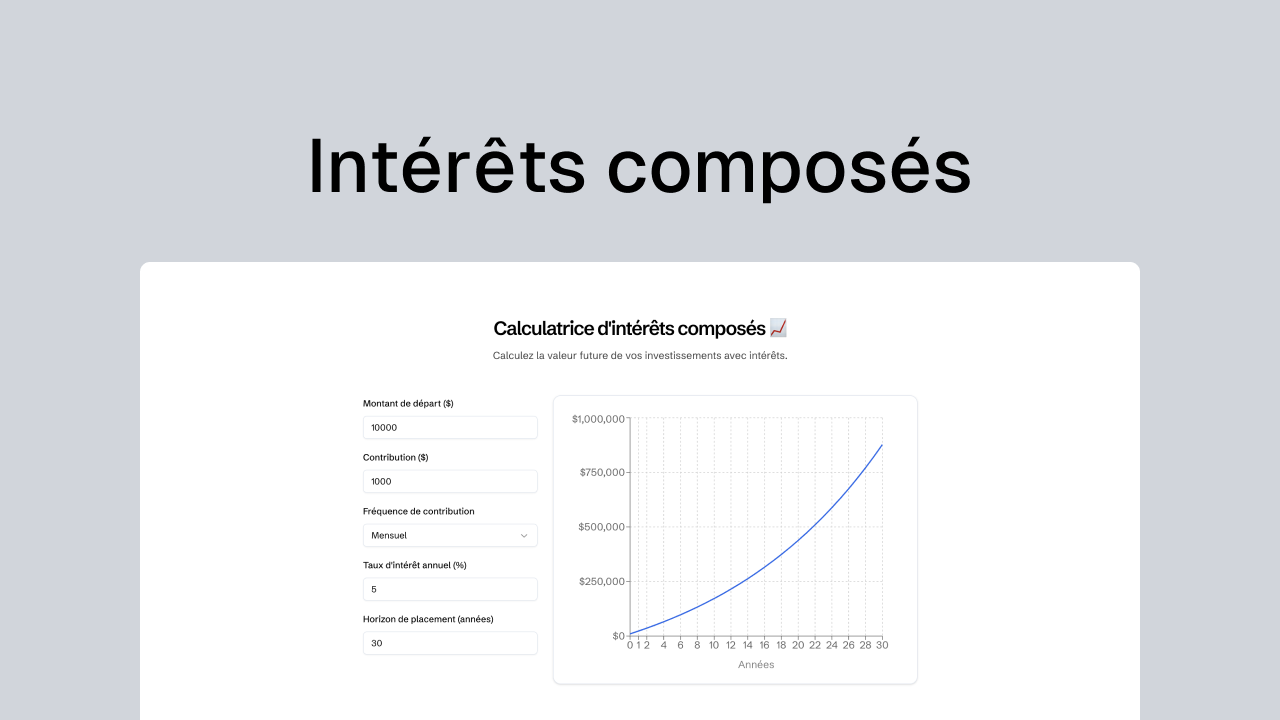 Intérêts composés
Calculatrice d'intérêts composés 📈
Calculez la valeur future de vos investissements avec intérêts.
Montant de départ ($)
10000
Contribution ($)
1000
Fréquence de contribution
Mensuel
Taux d'intérêt annuel (%)
5
Horizon de placement (années)
30
$1,000,000
$750,000
$500,000
$250,000
$0
0 1 2 4 6 8 10 12 14 16 18 20 22 24 26 28 30
Années